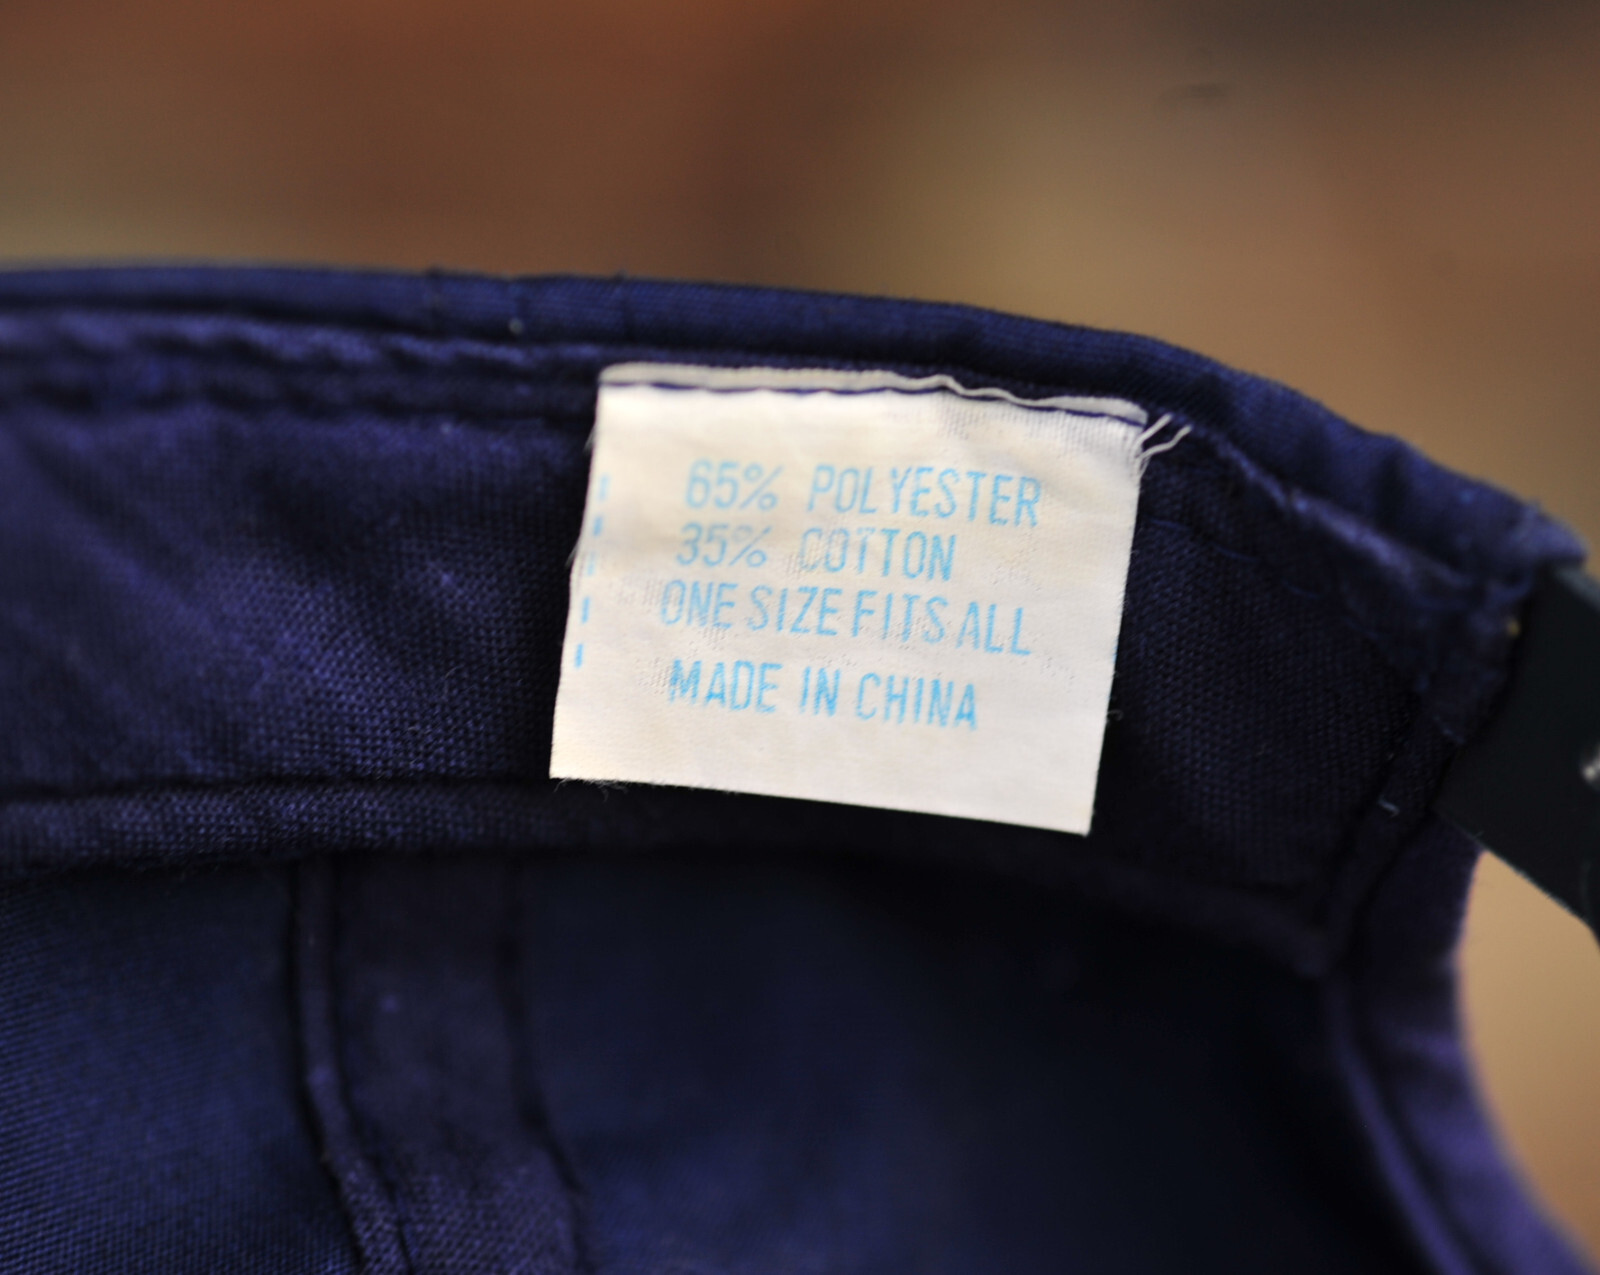 65% POLYESTER
35% COTTON
ONE SIZE FITS ALL
MADE IN CHINA